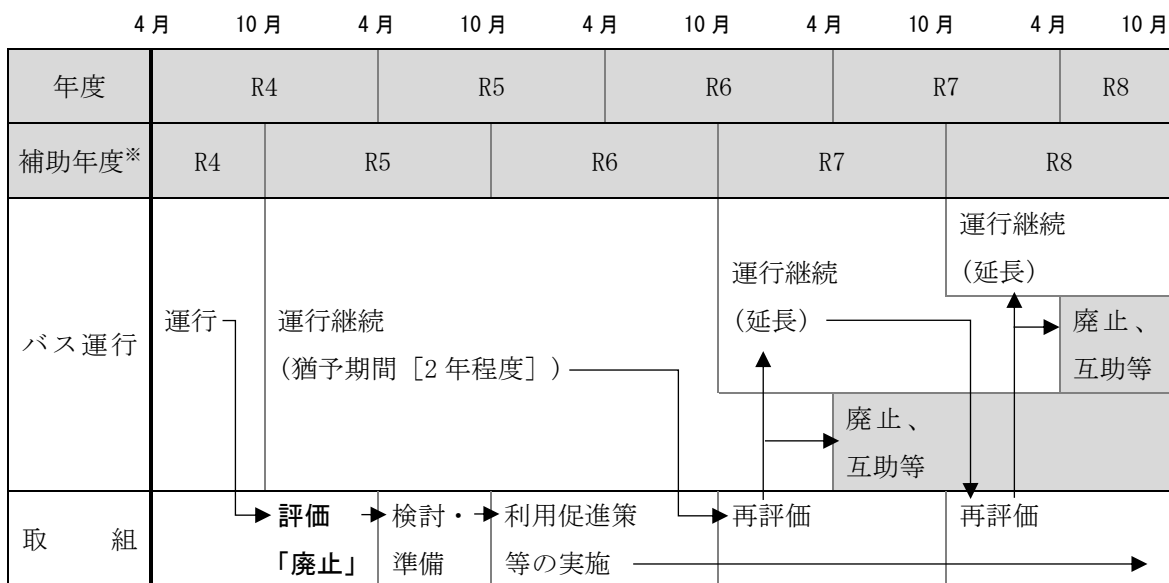 4月 10月 4月 10月 4月 10月 4月 10月 4月 10月
年度 R4 R5 R6 R7 R8
補助年度※ R4 R5 R6 R7 R8
バス運行
運行
運行継続
(猶予期間[2年程度])
運行継続
(延長)
廃止、
互助等
運行継続
(延長)
廃止、
互助等
取組
評価
「廃止」
検討・
準備
利用促進策
等の実施
再評価
再評価